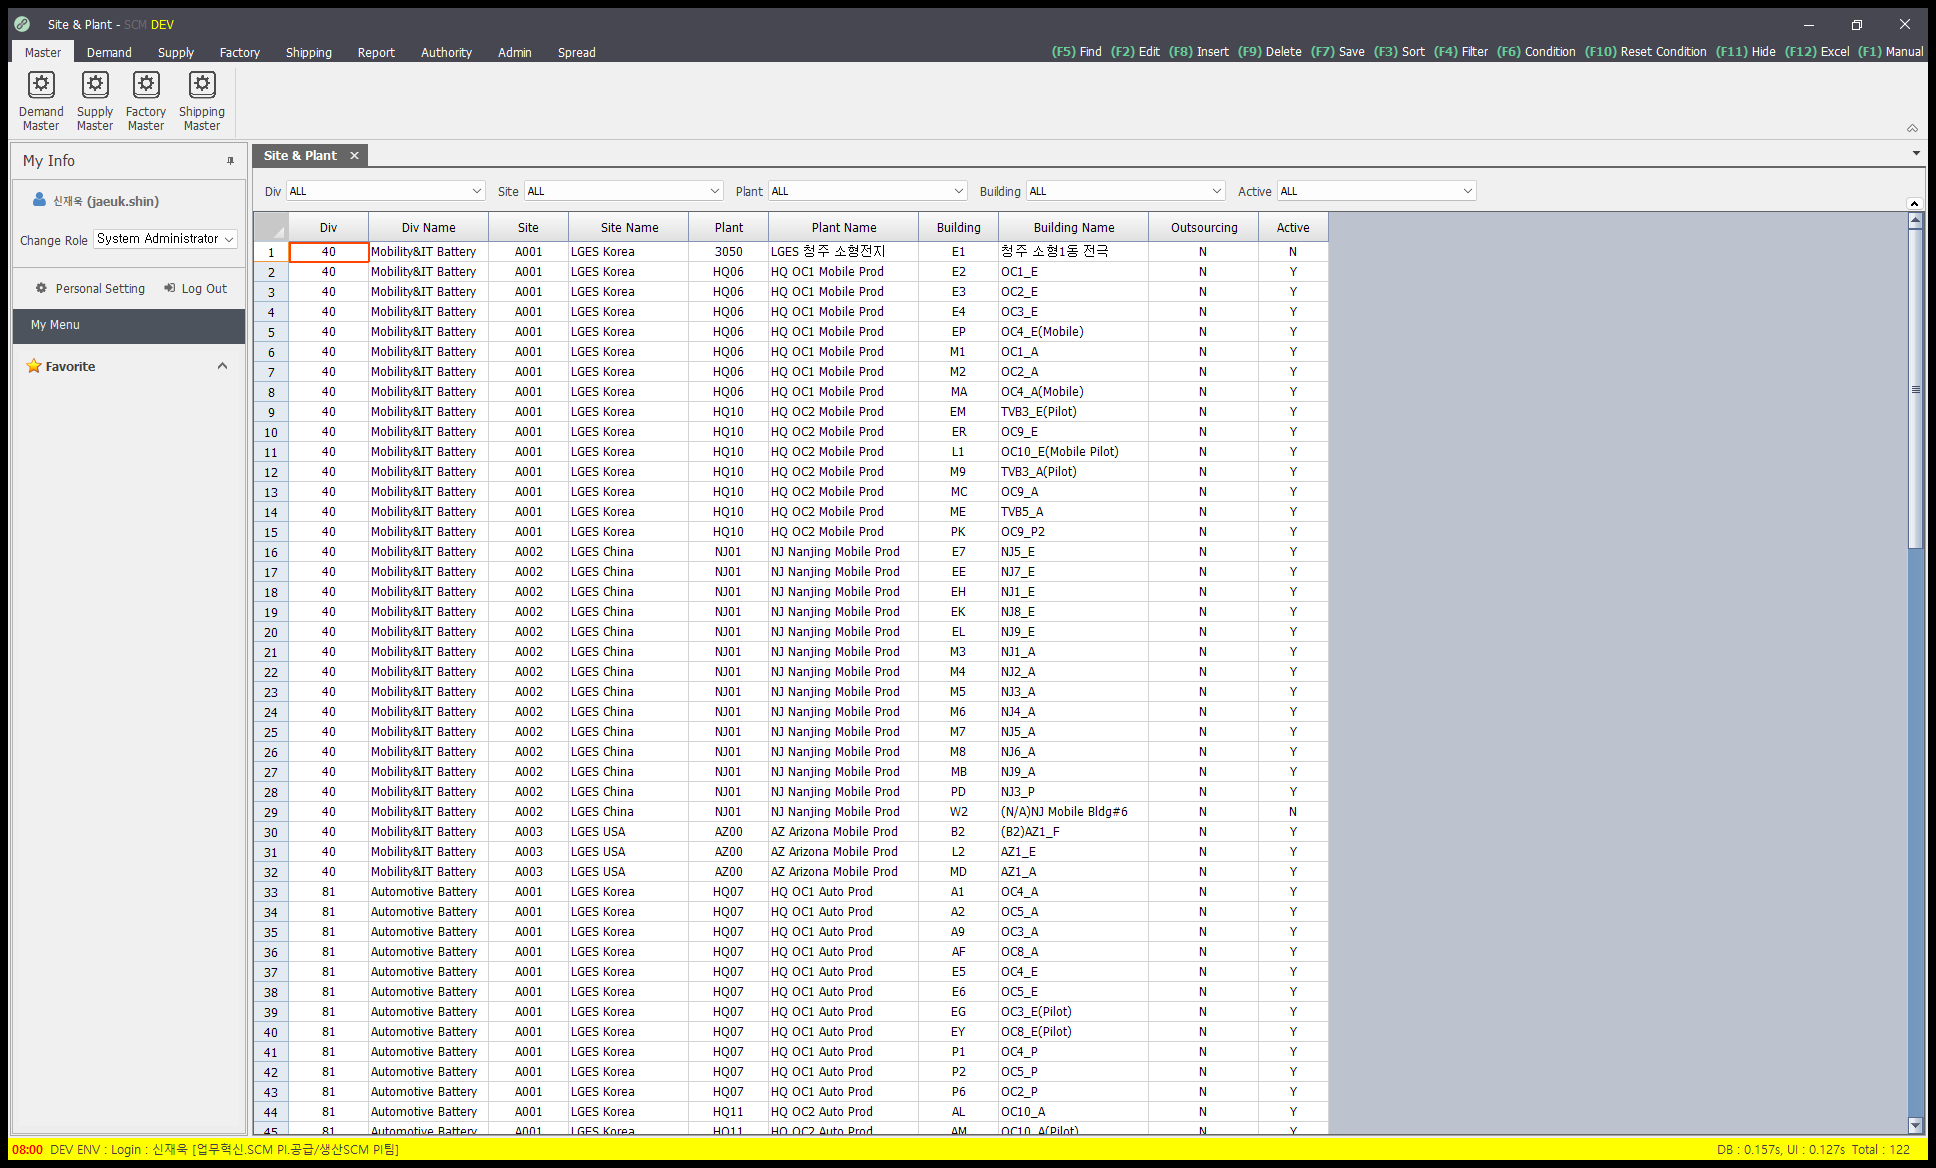 Site & Plant - SCM DEV
Master Demand Supply Factory Shipping Report Authority Admin Spread (F5) Find (F2) Edit (F8) Insert (F9) Delete (F7) Save (F3) Sort (F4) Filter (F6) Condition (F10) Reset Condition (F11) Hide (F12) Excel (F1) Manual
Demand Master Supply Master Factory Master Shipping Master
My Info
신재욱 (jaeuk.shin)
Change Role System Administrator
Personal Setting Log Out
My Menu
Favorite
Site & Plant
Div ALL Site ALL Plant ALL Building ALL Active ALL
Div Div Name Site Site Name Plant Plant Name Building Building Name Outsourcing Active
1 40 Mobility&IT Battery A001 LGES Korea 3050 LGES 청주 소형전지 E1 청주 소형1동 전극 N N
2 40 Mobility&IT Battery A001 LGES Korea HQ06 HQ OC1 Mobile Prod E2 OC1_E N Y
3 40 Mobility&IT Battery A001 LGES Korea HQ06 HQ OC1 Mobile Prod E3 OC2_E N Y
4 40 Mobility&IT Battery A001 LGES Korea HQ06 HQ OC1 Mobile Prod E4 OC3_E N Y
5 40 Mobility&IT Battery A001 LGES Korea HQ06 HQ OC1 Mobile Prod EP OC4_E(Mobile) N Y
6 40 Mobility&IT Battery A001 LGES Korea HQ06 HQ OC1 Mobile Prod M1 OC1_A N Y
7 40 Mobility&IT Battery A001 LGES Korea HQ06 HQ OC1 Mobile Prod M2 OC2_A N Y
8 40 Mobility&IT Battery A001 LGES Korea HQ06 HQ OC1 Mobile Prod MA OC4_A(Mobile) N Y
9 40 Mobility&IT Battery A001 LGES Korea HQ10 HQ OC2 Mobile Prod EM TVB3_E(Pilot) N Y
10 40 Mobility&IT Battery A001 LGES Korea HQ10 HQ OC2 Mobile Prod ER OC9_E N Y
11 40 Mobility&IT Battery A001 LGES Korea HQ10 HQ OC2 Mobile Prod L1 OC10_E(Mobile Pilot) N Y
12 40 Mobility&IT Battery A001 LGES Korea HQ10 HQ OC2 Mobile Prod M9 TVB3_A(Pilot) N Y
13 40 Mobility&IT Battery A001 LGES Korea HQ10 HQ OC2 Mobile Prod MC OC9_A N Y
14 40 Mobility&IT Battery A001 LGES Korea HQ10 HQ OC2 Mobile Prod ME TVB5_A N Y
15 40 Mobility&IT Battery A001 LGES Korea HQ10 HQ OC2 Mobile Prod PK OC9_P2 N Y
16 40 Mobility&IT Battery A002 LGES China NJ01 NJ Nanjing Mobile Prod E7 NJ5_E N Y
17 40 Mobility&IT Battery A002 LGES China NJ01 NJ Nanjing Mobile Prod EE NJ7_E N Y
18 40 Mobility&IT Battery A002 LGES China NJ01 NJ Nanjing Mobile Prod EH NJ1_E N Y
19 40 Mobility&IT Battery A002 LGES China NJ01 NJ Nanjing Mobile Prod EK NJ8_E N Y
20 40 Mobility&IT Battery A002 LGES China NJ01 NJ Nanjing Mobile Prod EL NJ9_E N Y
21 40 Mobility&IT Battery A002 LGES China NJ01 NJ Nanjing Mobile Prod M3 NJ1_A N Y
22 40 Mobility&IT Battery A002 LGES China NJ01 NJ Nanjing Mobile Prod M4 NJ2_A N Y
23 40 Mobility&IT Battery A002 LGES China NJ01 NJ Nanjing Mobile Prod M5 NJ3_A N Y
24 40 Mobility&IT Battery A002 LGES China NJ01 NJ Nanjing Mobile Prod M6 NJ4_A N Y
25 40 Mobility&IT Battery A002 LGES China NJ01 NJ Nanjing Mobile Prod M7 NJ5_A N Y
26 40 Mobility&IT Battery A002 LGES China NJ01 NJ Nanjing Mobile Prod M8 NJ6_A N Y
27 40 Mobility&IT Battery A002 LGES China NJ01 NJ Nanjing Mobile Prod MB NJ9_A N Y
28 40 Mobility&IT Battery A002 LGES China NJ01 NJ Nanjing Mobile Prod PD NJ3_P N Y
29 40 Mobility&IT Battery A002 LGES China NJ01 NJ Nanjing Mobile Prod W2 (N/A)NJ Mobile Bldg#6 N N
30 40 Mobility&IT Battery A003 LGES USA AZ00 AZ Arizona Mobile Prod B2 (B2)AZ1_F N Y
31 40 Mobility&IT Battery A003 LGES USA AZ00 AZ Arizona Mobile Prod L2 AZ1_E N Y
32 40 Mobility&IT Battery A003 LGES USA AZ00 AZ Arizona Mobile Prod MD AZ1_A N Y
33 81 Automotive Battery A001 LGES Korea HQ07 HQ OC1 Auto Prod A1 OC4_A N Y
34 81 Automotive Battery A001 LGES Korea HQ07 HQ OC1 Auto Prod A2 OC5_A N Y
35 81 Automotive Battery A001 LGES Korea HQ07 HQ OC1 Auto Prod A9 OC3_A N Y
36 81 Automotive Battery A001 LGES Korea HQ07 HQ OC1 Auto Prod AF OC8_A N Y
37 81 Automotive Battery A001 LGES Korea HQ07 HQ OC1 Auto Prod E5 OC4_E N Y
38 81 Automotive Battery A001 LGES Korea HQ07 HQ OC1 Auto Prod E6 OC5_E N Y
39 81 Automotive Battery A001 LGES Korea HQ07 HQ OC1 Auto Prod EG OC3_E(Pilot) N Y
40 81 Automotive Battery A001 LGES Korea HQ07 HQ OC1 Auto Prod EY OC8_E(Pilot) N Y
41 81 Automotive Battery A001 LGES Korea HQ07 HQ OC1 Auto Prod P1 OC4_P N Y
42 81 Automotive Battery A001 LGES Korea HQ07 HQ OC1 Auto Prod P2 OC5_P N Y
43 81 Automotive Battery A001 LGES Korea HQ07 HQ OC1 Auto Prod P6 OC2_P N Y
44 81 Automotive Battery A001 LGES Korea HQ11 HQ OC2 Auto Prod AL OC10_A N Y
45 81 Automotive Battery A001 LGES Korea HQ11 HQ OC2 Auto Prod AM OC10_A(Pilot) N Y
08:00 DEV ENV : Login : 신재욱 [업무혁신.SCM PI.공급/생산SCM PI팀] DB : 0.157s, UI : 0.127s Total : 122